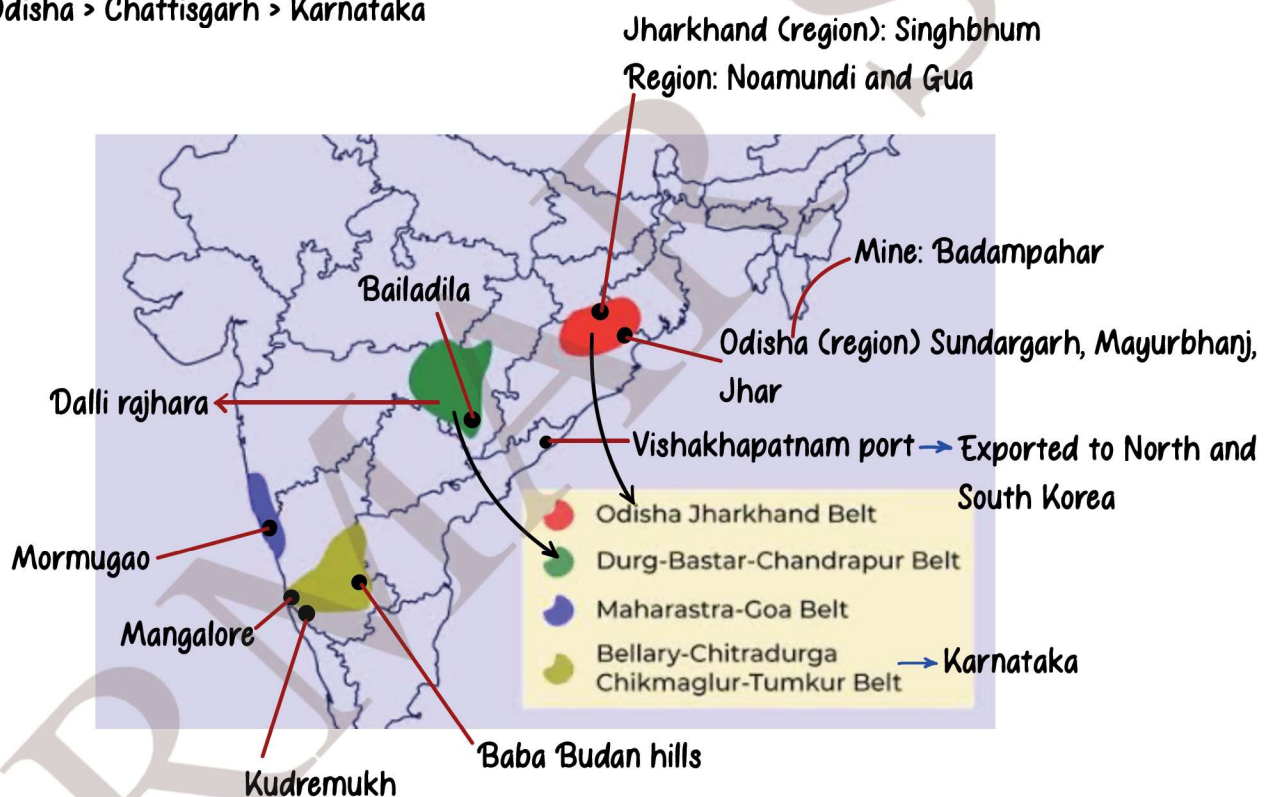 Odisha > Chattisgarh > Karnataka
Jharkhand (region): Singhbhum
Region: Noamundi and Gua
Mine: Badampahar
Bailadila
Odisha (region) Sundargarh, Mayurbhanj,
Jhar
Dalli rajhara
Vishakhapatnam port → Exported to North and
South Korea
Odisha Jharkhand Belt
Mormugao
Durg-Bastar-Chandrapur Belt
Maharastra-Goa Belt
Mangalore
Bellary-Chitradurga → Karnataka
Chikmaglur-Tumkur Belt
Baba Budan hills
Kudremukh